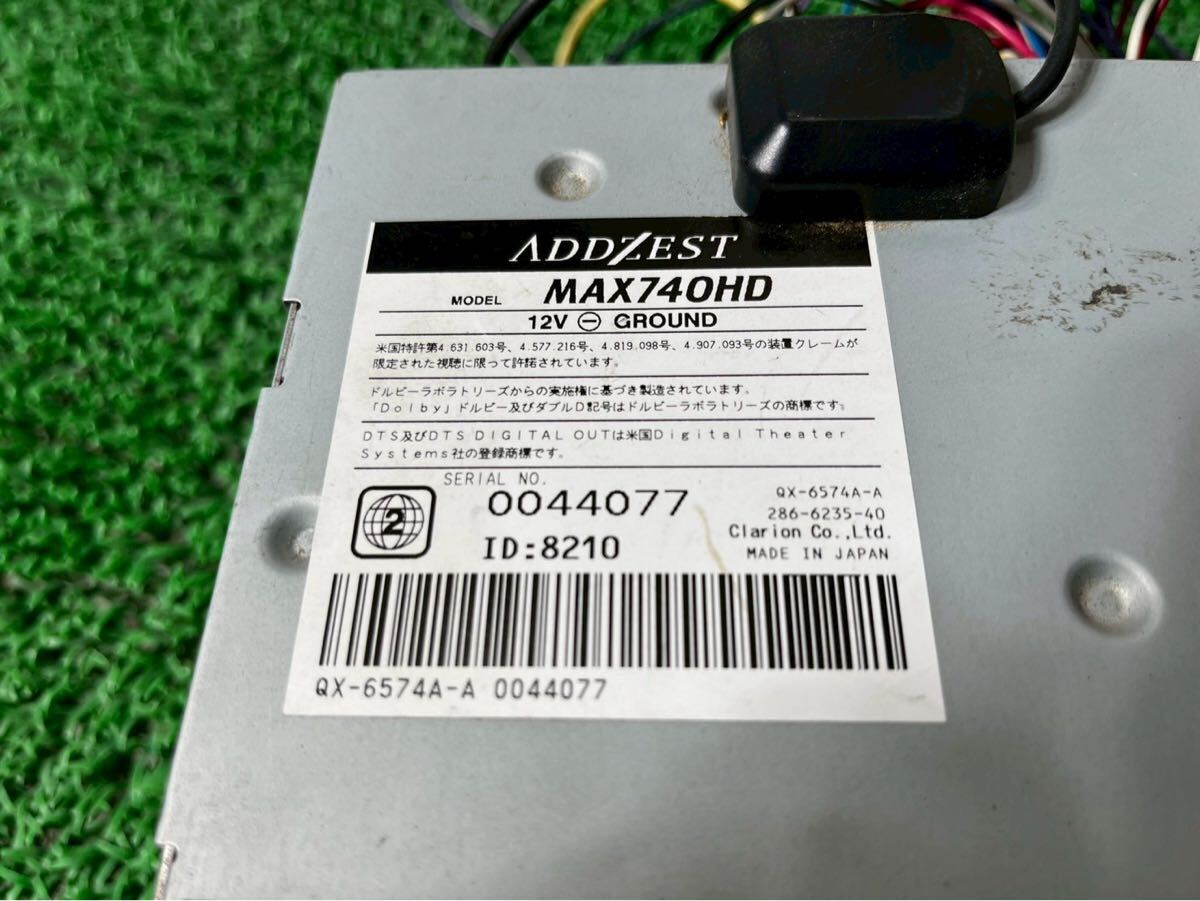 ADDZEST
MODEL MAX740HD
12V ⊖ GROUND
米国特許第4.631.603号、4.577.216号、4.819.098号、4.907.093号の装置クレームが
限定された視聴に限って許諾されています。
ドルビーラボラトリーズからの実施権に基づき製造されています。
「Dolby」ドルビー及びダブルD記号はドルビーラボラトリーズの商標です。
DTS及びDTS DIGITAL OUTは米国Digital Theater
Systems社の登録商標です。
SERIAL NO.
0044077
ID:8210
2
QX-6574A-A
286-6235-40
Clarion Co.,Ltd.
MADE IN JAPAN
QX-6574A-A 0044077